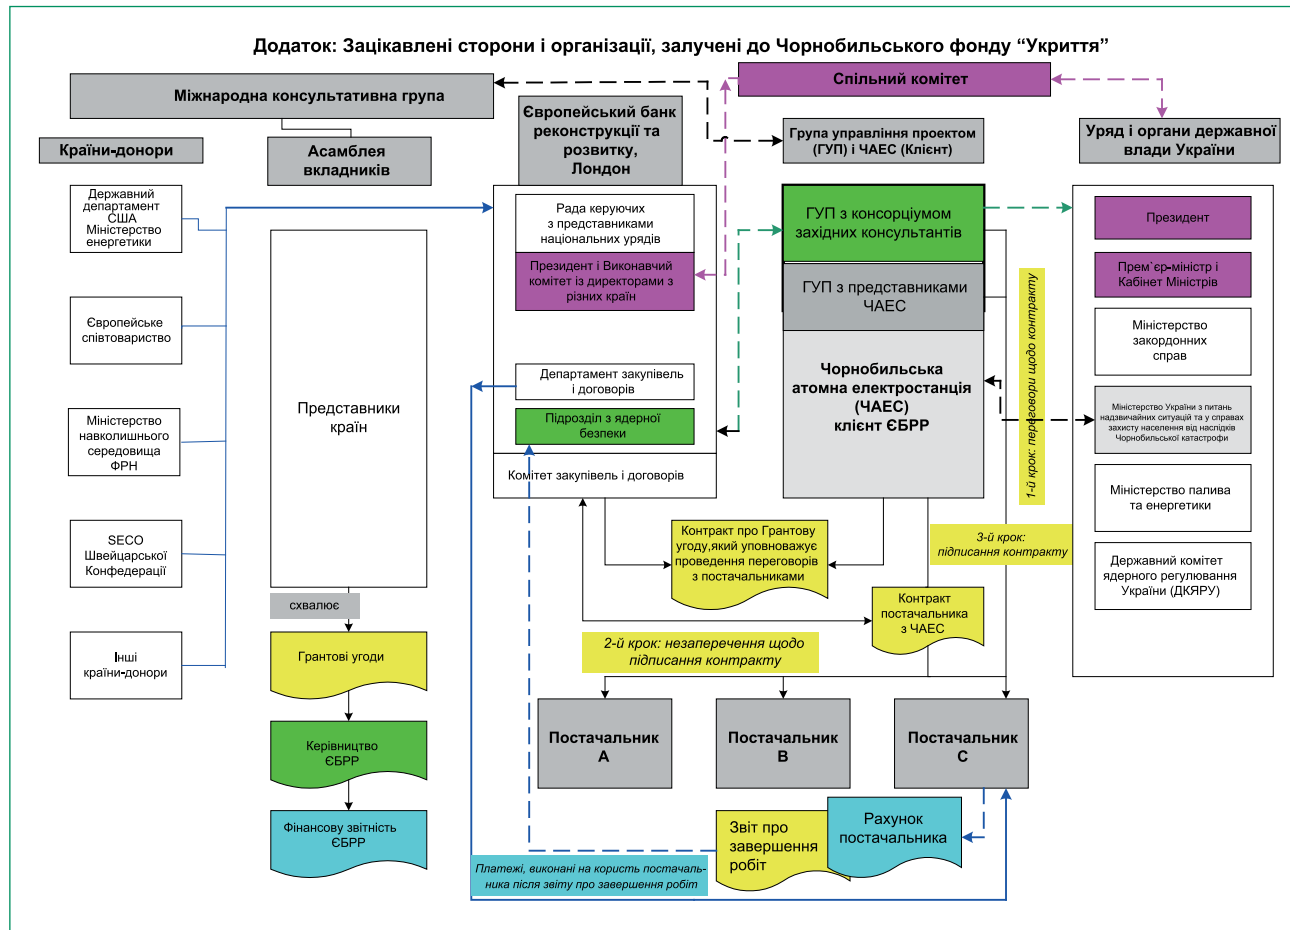 Додаток: Зацікавлені сторони і організації, залучені до Чорнобильського фонду “Укриття”
Міжнародна консультативна група
Спільний комітет
Країни-донори
Асамблея
вкладників
Європейський банк
реконструкції та
розвитку,
Лондон
Група управління проектом
(ГУП) і ЧАЕС (Клієнт)
Уряд і органи державної
влади України
Державний
департамент
США
Міністерство
енергетики
Європейське
співтовариство
Міністерство
навколишнього
середовища
ФРН
SECO
Швейцарської
Конфедерації
Інші
країни-донори
Представники
країн
схвалює
Грантові угоди
Керівництво
ЄБРР
Фінансову звітність
ЄБРР
Рада керуючих
з представниками
національних урядів
Президент і Виконавчий
комітет із директорами з
різних країн
Департамент закупівель
і договорів
Підрозділ з ядерної
безпеки
Комітет закупівель і договорів
ГУП з консорціумом
західних консультантів
ГУП з представниками
ЧАЕС
Чорнобильська
атомна електростанція
(ЧАЕС)
клієнт ЄБРР
1-й крок: переговори щодо контракту
Президент
Прем`єр-міністр і
Кабінет Міністрів
Міністерство
закордонних
справ
Міністерство України з питань
надзвичайних ситуацій та у справах
захисту населення від наслідків
Чорнобильської катастрофи
Міністерство палива
та енергетики
Державний комітет
ядерного регулювання
України (ДКЯРУ)
Контракт про Грантову
угоду,який уповноважує
проведення переговорів
з постачальниками
3-й крок:
підписання контракту
Контракт
постачальника
з ЧАЕС
2-й крок: незаперечення щодо
підписання контракту
Постачальник
А
Постачальник
В
Постачальник
С
Звіт про
завершення
робіт
Рахунок
постачальника
Платежі, виконані на користь постачаль-
ника після звіту про завершення робіт